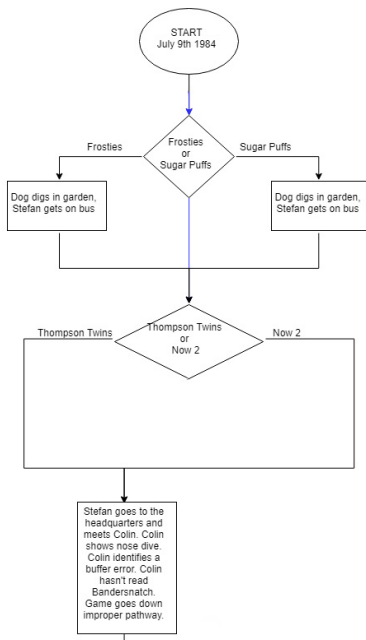 START
July 9th 1984
Frosties
Frosties
or
Sugar Puffs
Sugar Puffs
Dog digs in garden,
Stefan gets on bus
Dog digs in garden,
Stefan gets on bus
Thompson Twins
Thompson Twins
or
Now 2
Now 2
Stefan goes to the
headquarters and
meets Colin. Colin
shows nose dive.
Colin identifies a
buffer error. Colin
hasn't read
Bandersnatch.
Game goes down
improper pathway.